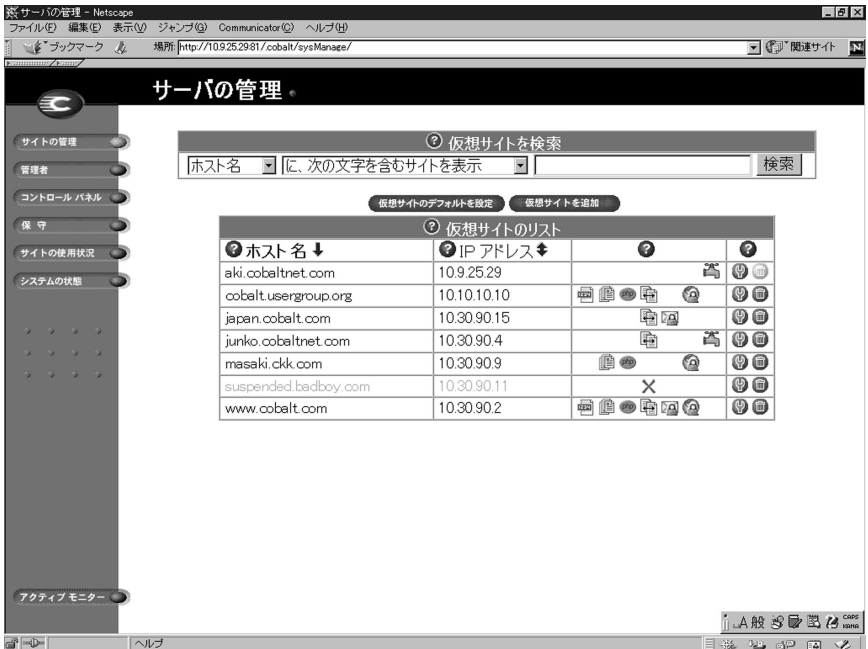 サーバの管理 - Netscape
ファイル(F) 編集(E) 表示(V) ジャンプ(G) Communicator(C) ヘルプ(H)
ブックマーク 場所: http://10.9.25.29:81/.cobalt/sysManage/ 関連サイト N
サーバの管理
サイトの管理
管理者
コントロール パネル
保 守
サイトの使用状況
システムの状態
アクティブ モニター
? 仮想サイトを検索
ホスト名 に、次の文字を含むサイトを表示 検索
仮想サイトのデフォルトを設定 仮想サイトを追加
? 仮想サイトのリスト
? ホスト名 ? IP アドレス ? ?
aki.cobaltnet.com 10.9.25.29
cobalt.usergroup.org 10.10.10.10 php
japan.cobalt.com 10.30.90.15
junko.cobaltnet.com 10.30.90.4
masaki.ckk.com 10.30.90.9 php
suspended.badboy.com 10.30.90.11
www.cobalt.com 10.30.90.2 php
A 般 CAPS KANA
ヘルプ